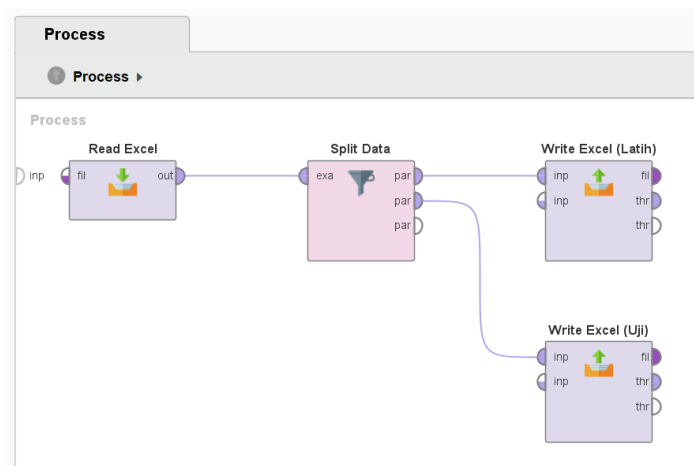 Process
Process
Process
Read Excel
Split Data
Write Excel (Latih)
inp
fil
out
exa
par
par
par
inp
fil
inp
thr
thr
Write Excel (Uji)
inp
fil
inp
thr
thr